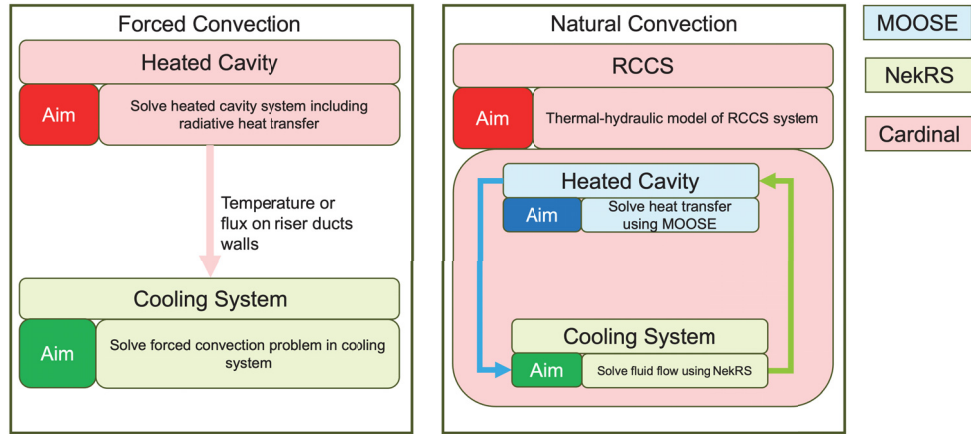 Forced Convection
Heated Cavity
Aim
Solve heated cavity system including
radiative heat transfer
Temperature or
flux on riser ducts
walls
Cooling System
Aim
Solve forced convection problem in cooling
system
Natural Convection
RCCS
Aim
Thermal-hydraulic model of RCCS system
Heated Cavity
Aim
Solve heat transfer
using MOOSE
Cooling System
Aim
Solve fluid flow using NekRS
MOOSE
NekRS
Cardinal